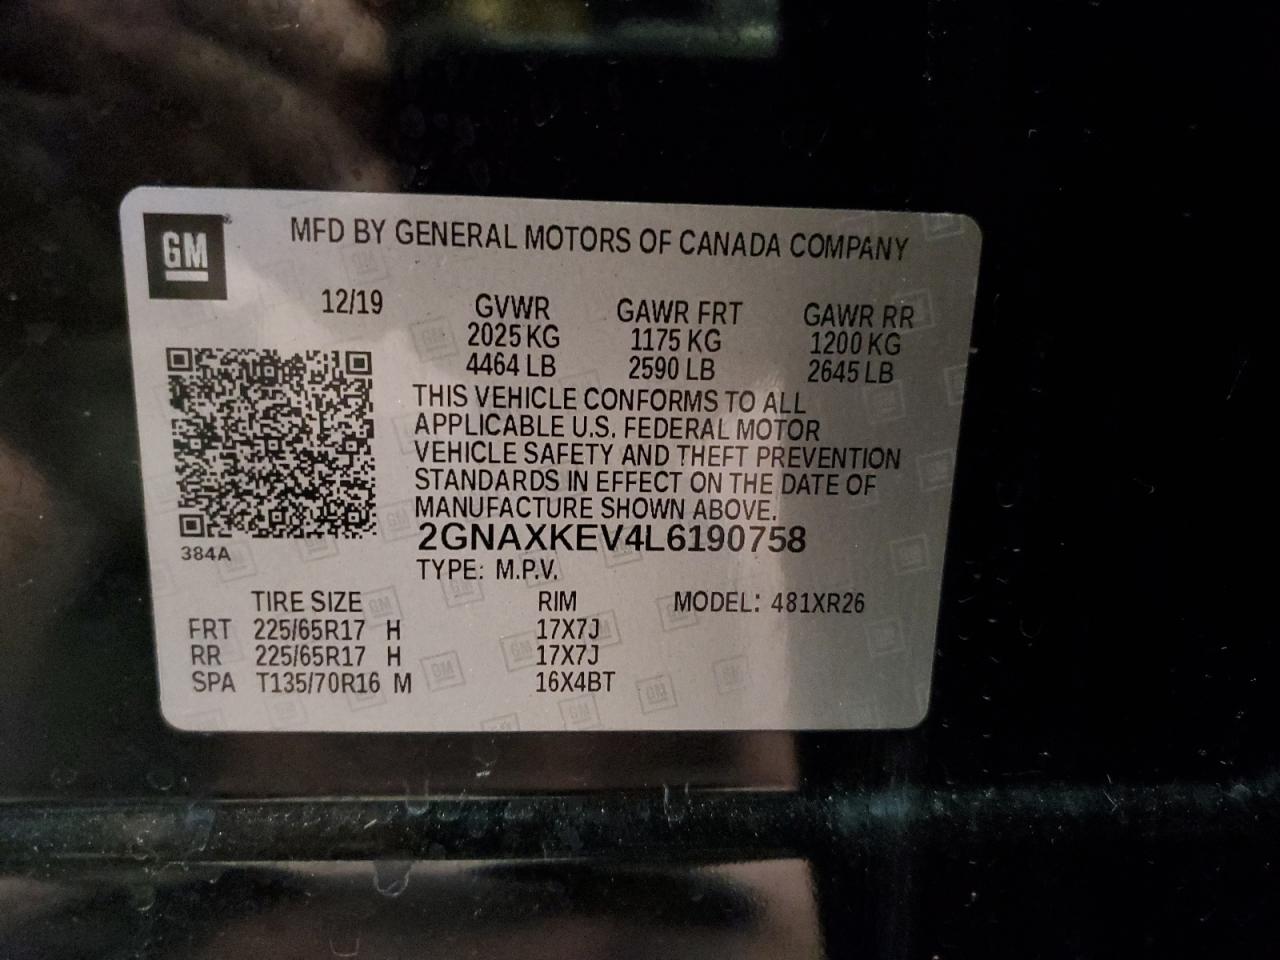 GM®
MFD BY GENERAL MOTORS OF CANADA COMPANY
12/19 GVWR GAWR FRT GAWR RR
2025 KG 1175 KG 1200 KG
4464 LB 2590 LB 2645 LB
THIS VEHICLE CONFORMS TO ALL
APPLICABLE U.S. FEDERAL MOTOR
VEHICLE SAFETY AND THEFT PREVENTION
STANDARDS IN EFFECT ON THE DATE OF
MANUFACTURE SHOWN ABOVE.
2GNAXKEV4L6190758
384A
TYPE: M.P.V.
TIRE SIZE RIM MODEL: 481XR26
FRT 225/65R17 H 17X7J
RR 225/65R17 H 17X7J
SPA T135/70R16 M 16X4BT